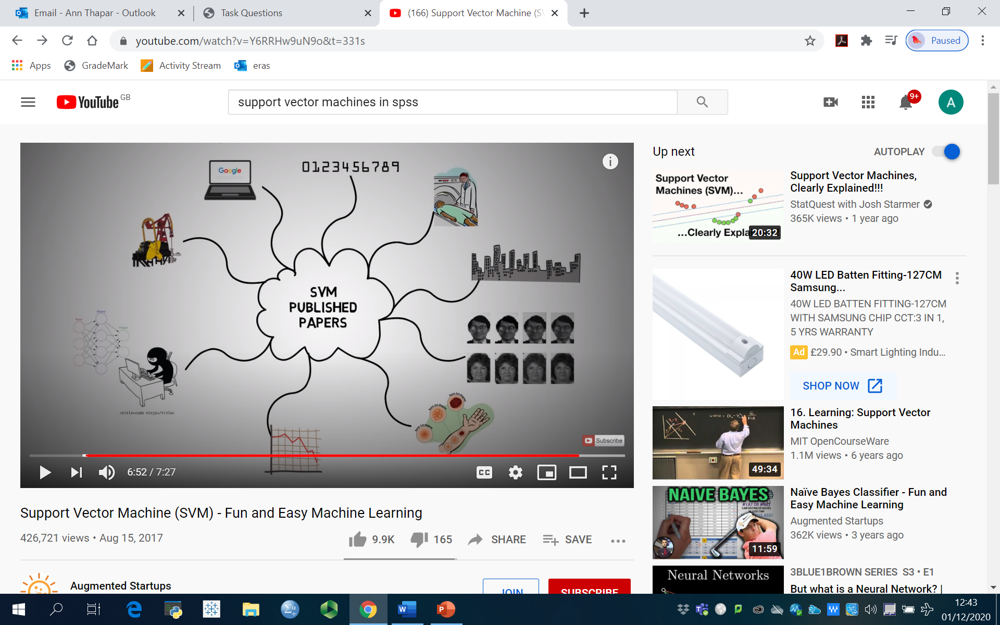 Email - Ann Thapar - Outlook
Task Questions
(166) Support Vector Machine (SV
youtube.com/watch?v=Y6RRHw9uN9o&t=331s
Paused
Apps
GradeMark
Activity Stream
eras
YouTube GB
support vector machines in spss
9+
A
Google
0123456789
SVM
PUBLISHED
PAPERS
<title>code ninjo</title>
Subscribe
6:52 / 7:27
CC
Support Vector Machine (SVM) - Fun and Easy Machine Learning
426,721 views • Aug 15, 2017
9.9K
165
SHARE
SAVE
Augmented Startups
JOIN
SUBSCRIBE
Up next
AUTOPLAY
Support Vector
Machines (SVM)...
...Clearly Expla
20:32
Support Vector Machines,
Clearly Explained!!!
StatQuest with Josh Starmer
365K views • 1 year ago
40W LED Batten Fitting-127CM
Samsung...
40W LED BATTEN FITTING-127CM
WITH SAMSUNG CHIP CCT:3 IN 1,
5 YRS WARRANTY
Ad £29.90 • Smart Lighting Indu...
SHOP NOW
49:34
16. Learning: Support Vector
Machines
MIT OpenCourseWare
1.1M views • 6 years ago
NAIVE BAYES
#YAY OR #NAY
11:59
Naïve Bayes Classifier - Fun and
Easy Machine Learning
Augmented Startups
362K views • 3 years ago
Neural Networks
3BLUE1BROWN SERIES S3 • E1
But what is a Neural Network? |
12:43
01/12/2020